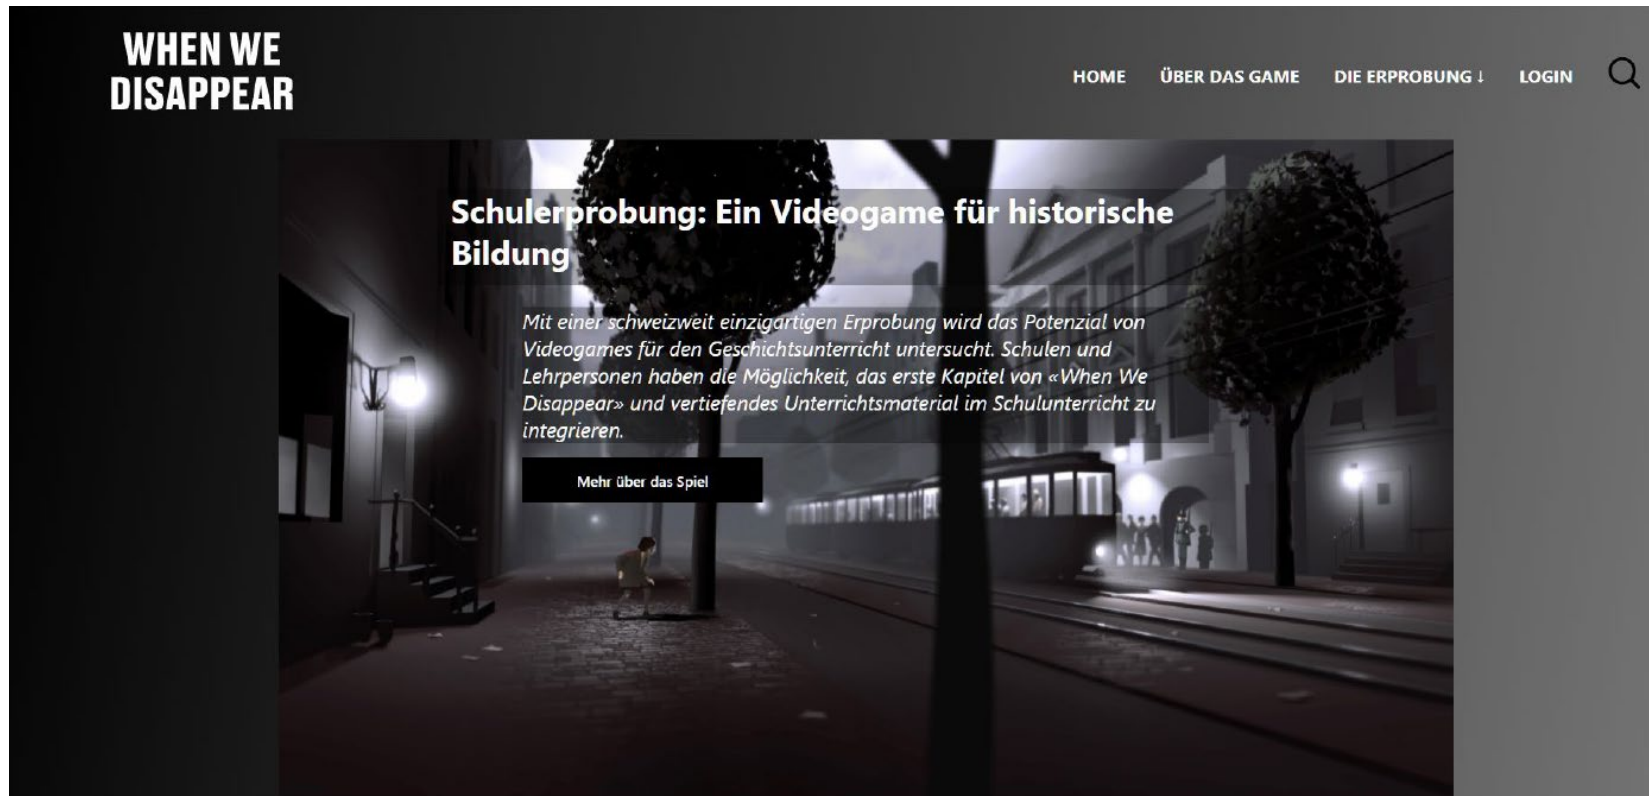 WHEN WE
DISAPPEAR
HOME ÜBER DAS GAME DIE ERPROBUNG ↓ LOGIN
Schulerprobung: Ein Videogame für historische
Bildung
Mit einer schweizweit einzigartigen Erprobung wird das Potenzial von
Videogames für den Geschichtsunterricht untersucht. Schulen und
Lehrpersonen haben die Möglichkeit, das erste Kapitel von «When We
Disappear» und vertiefendes Unterrichtsmaterial im Schulunterricht zu
integrieren.
Mehr über das Spiel